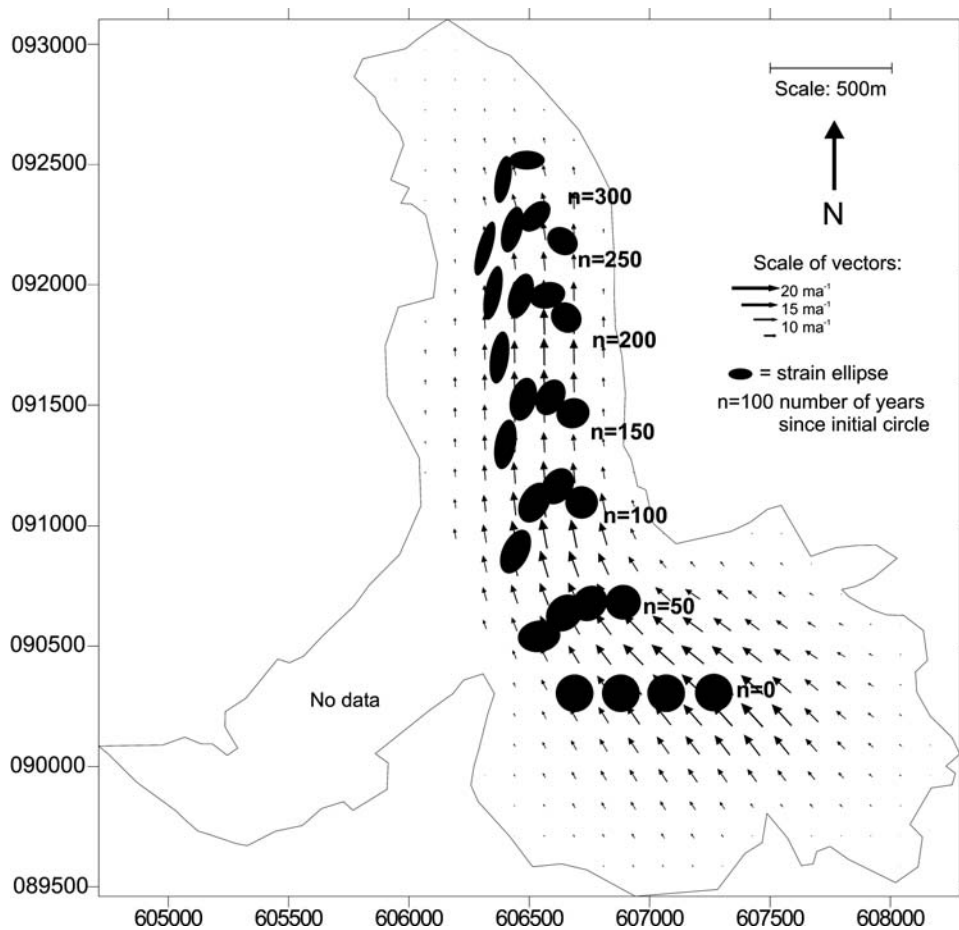 093000
092500
092000
091500
091000
090500
090000
089500
605000 605500 606000 606500 607000 607500 608000
Scale: 500m
N
Scale of vectors:
20 ma⁻¹
15 ma⁻¹
10 ma⁻¹
= strain ellipse
n=100 number of years
since initial circle
n=300
n=250
n=200
n=150
n=100
n=50
n=0
No data